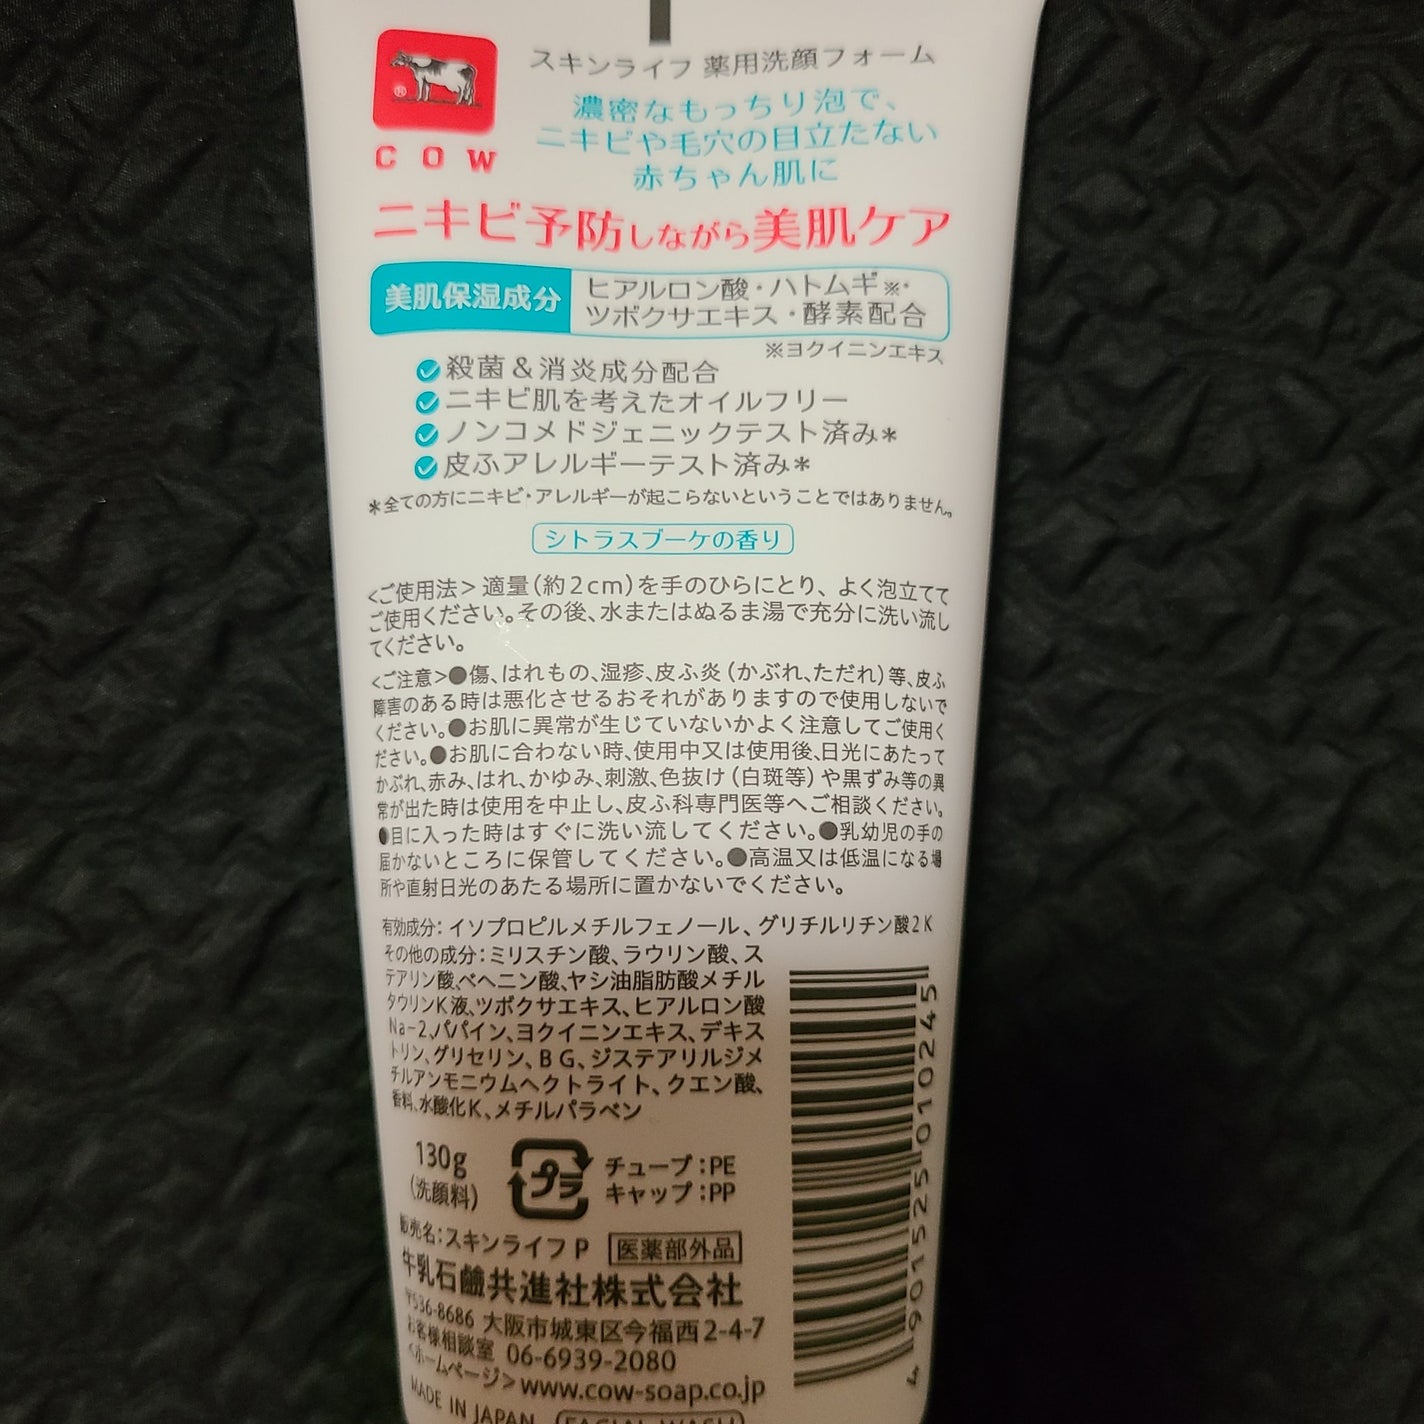 ®
COW
スキンライフ 薬用洗顔フォーム
濃密なもっちり泡で、
ニキビや毛穴の目立たない
赤ちゃん肌に
ニキビ予防しながら美肌ケア
美肌保湿成分
ヒアルロン酸・ハトムギ※・
ツボクサエキス・酵素配合
※ヨクイニンエキス
殺菌&消炎成分配合
ニキビ肌を考えたオイルフリー
ノンコメドジェニックテスト済み*
皮ふアレルギーテスト済み*
*全ての方にニキビ・アレルギーが起こらないということではありません。
シトラスブーケの香り
<ご使用法>適量(約2cm)を手のひらにとり、よく泡立てて
ご使用ください。その後、水またはぬるま湯で充分に洗い流し
てください。
<ご注意>●傷、はれもの、湿疹、皮ふ炎(かぶれ、ただれ)等、皮ふ
障害のある時は悪化させるおそれがありますので使用しないで
ください。●お肌に異常が生じていないかよく注意してご使用く
ださい。●お肌に合わない時、使用中又は使用後、日光にあたって
かぶれ、赤み、はれ、かゆみ、刺激、色抜け(白斑等)や黒ずみ等の異
常が出た時は使用を中止し、皮ふ科専門医等へご相談ください。
●目に入った時はすぐに洗い流してください。●乳幼児の手の
届かないところに保管してください。●高温又は低温になる場
所や直射日光のあたる場所に置かないでください。
有効成分:イソプロピルメチルフェノール、グリチルリチン酸2K
その他の成分:ミリスチン酸、ラウリン酸、ス
テアリン酸、ベヘニン酸、ヤシ油脂肪酸メチル
タウリンK液、ツボクサエキス、ヒアルロン酸
Na-2、パパイン、ヨクイニンエキス、デキス
トリン、グリセリン、BG、ジステアリルジメ
チルアンモニウムヘクトライト、クエン酸、
香料、水酸化K、メチルパラベン
4901525010245
130g
(洗顔料)
プラ
チューブ:PE
キャップ:PP
販売名:スキンライフP 医薬部外品
牛乳石鹼共進社株式会社
〒536-8686 大阪市城東区今福西2-4-7
お客様相談室 06-6939-2080
<ホームページ>www.cow-soap.co.jp
MADE IN JAPAN FACIAL WASH